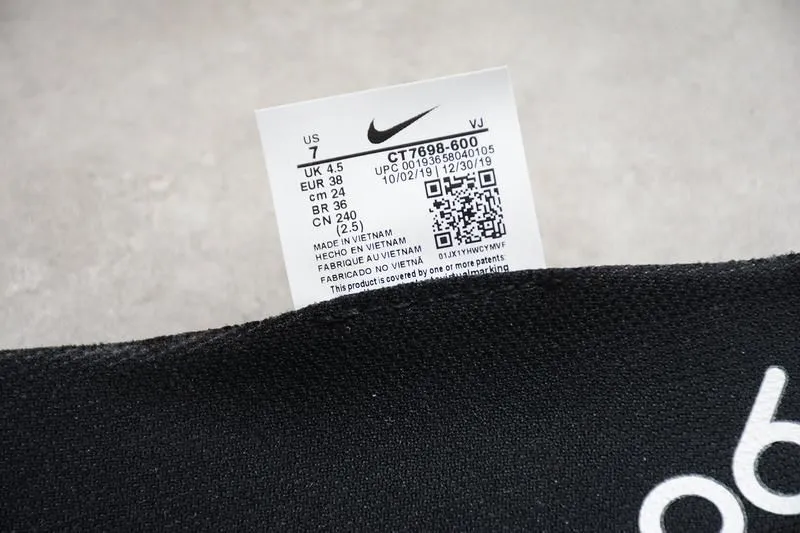 US
7
VJ
UK 4.5
EUR 38
cm 24
BR 36
CN 240
(2.5)
CT7698-600
UPC 00193658040105
10/02/19 | 12/30/19
01JX1YHWCYMVF
MADE IN VIETNAM
HECHO EN VIETNAM
FABRIQUE AU VIETNAM
FABRICADO NO VIETNÃ
This product is covered by one or more patents: